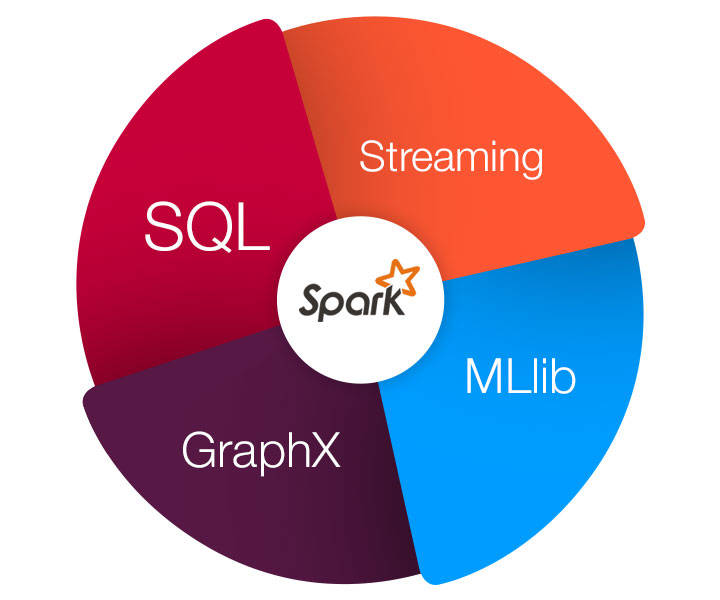 Streaming
SQL
Spark
MLlib
GraphX